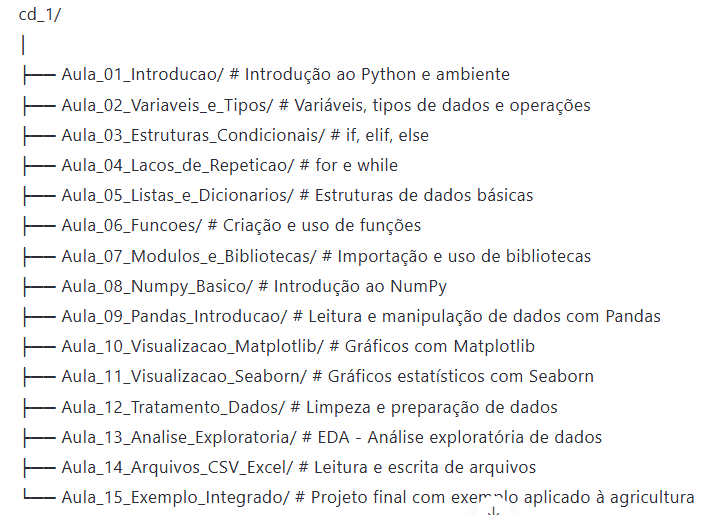 cd_1/
│
├── Aula_01_Introducao/ # Introdução ao Python e ambiente
├── Aula_02_Variaveis_e_Tipos/ # Variáveis, tipos de dados e operações
├── Aula_03_Estruturas_Condicionais/ # if, elif, else
├── Aula_04_Lacos_de_Repeticao/ # for e while
├── Aula_05_Listas_e_Dicionarios/ # Estruturas de dados básicas
├── Aula_06_Funcoes/ # Criação e uso de funções
├── Aula_07_Modulos_e_Bibliotecas/ # Importação e uso de bibliotecas
├── Aula_08_Numpy_Basico/ # Introdução ao NumPy
├── Aula_09_Pandas_Introducao/ # Leitura e manipulação de dados com Pandas
├── Aula_10_Visualizacao_Matplotlib/ # Gráficos com Matplotlib
├── Aula_11_Visualizacao_Seaborn/ # Gráficos estatísticos com Seaborn
├── Aula_12_Tratamento_Dados/ # Limpeza e preparação de dados
├── Aula_13_Analise_Exploratoria/ # EDA - Análise exploratória de dados
├── Aula_14_Arquivos_CSV_Excel/ # Leitura e escrita de arquivos
└── Aula_15_Exemplo_Integrado/ # Projeto final com exemplo aplicado à agricultura